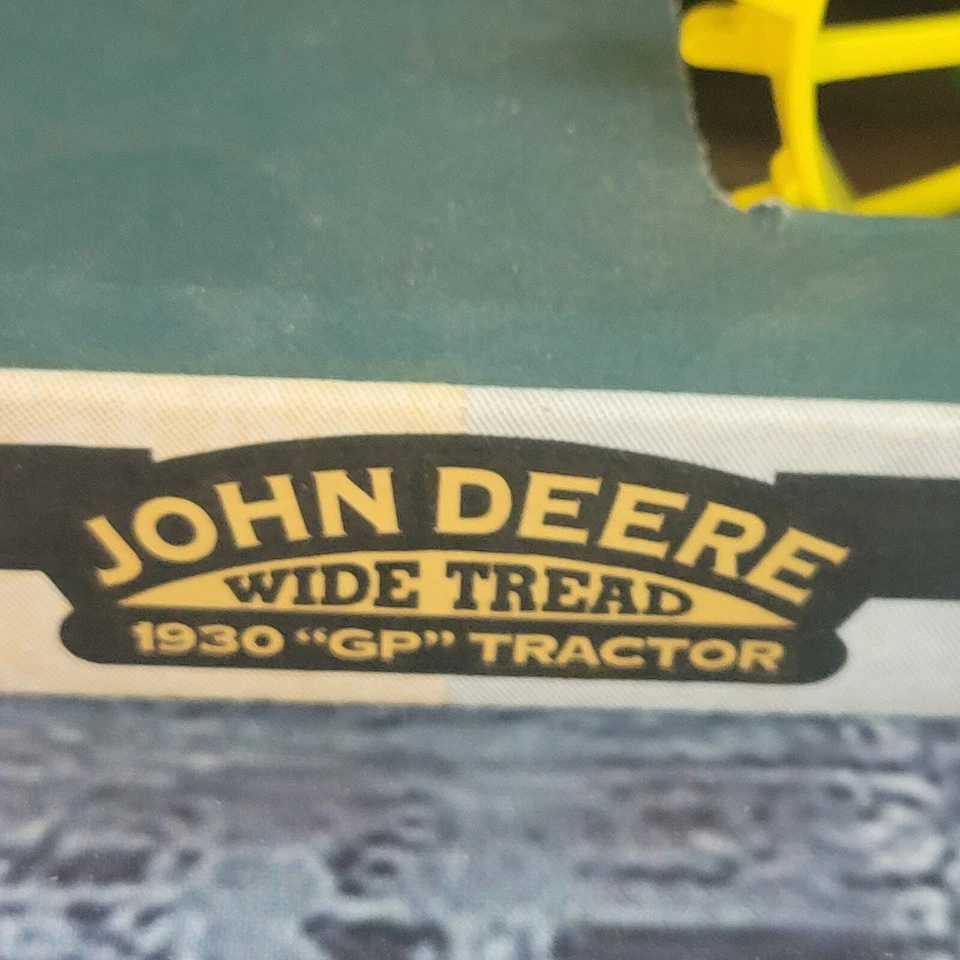 JOHN DEERE
WIDE TREAD
1930 “GP” TRACTOR